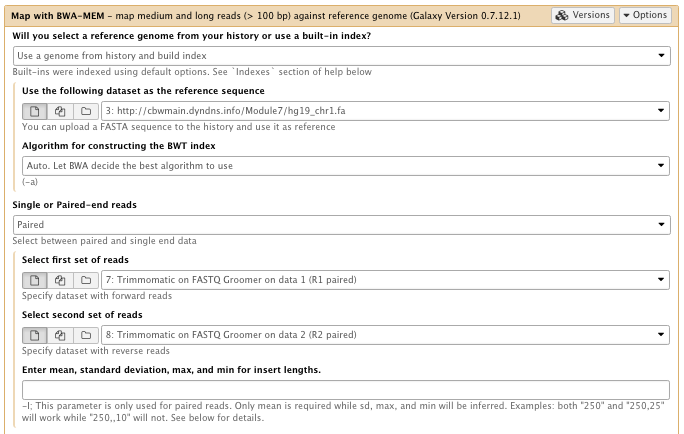 Map with BWA-MEM - map medium and long reads (> 100 bp) against reference genome (Galaxy Version 0.7.12.1) Versions Options
Will you select a reference genome from your history or use a built-in index?
Use a genome from history and build index
Built-ins were indexed using default options. See `Indexes` section of help below
Use the following dataset as the reference sequence
3: http://cbwmain.dyndns.info/Module7/hg19_chr1.fa
You can upload a FASTA sequence to the history and use it as reference
Algorithm for constructing the BWT index
Auto. Let BWA decide the best algorithm to use
(-a)
Single or Paired-end reads
Paired
Select between paired and single end data
Select first set of reads
7: Trimmomatic on FASTQ Groomer on data 1 (R1 paired)
Specify dataset with forward reads
Select second set of reads
8: Trimmomatic on FASTQ Groomer on data 2 (R2 paired)
Specify dataset with reverse reads
Enter mean, standard deviation, max, and min for insert lengths.
-I; This parameter is only used for paired reads. Only mean is required while sd, max, and min will be inferred. Examples: both "250" and "250,25"
will work while "250,,10" will not. See below for details.